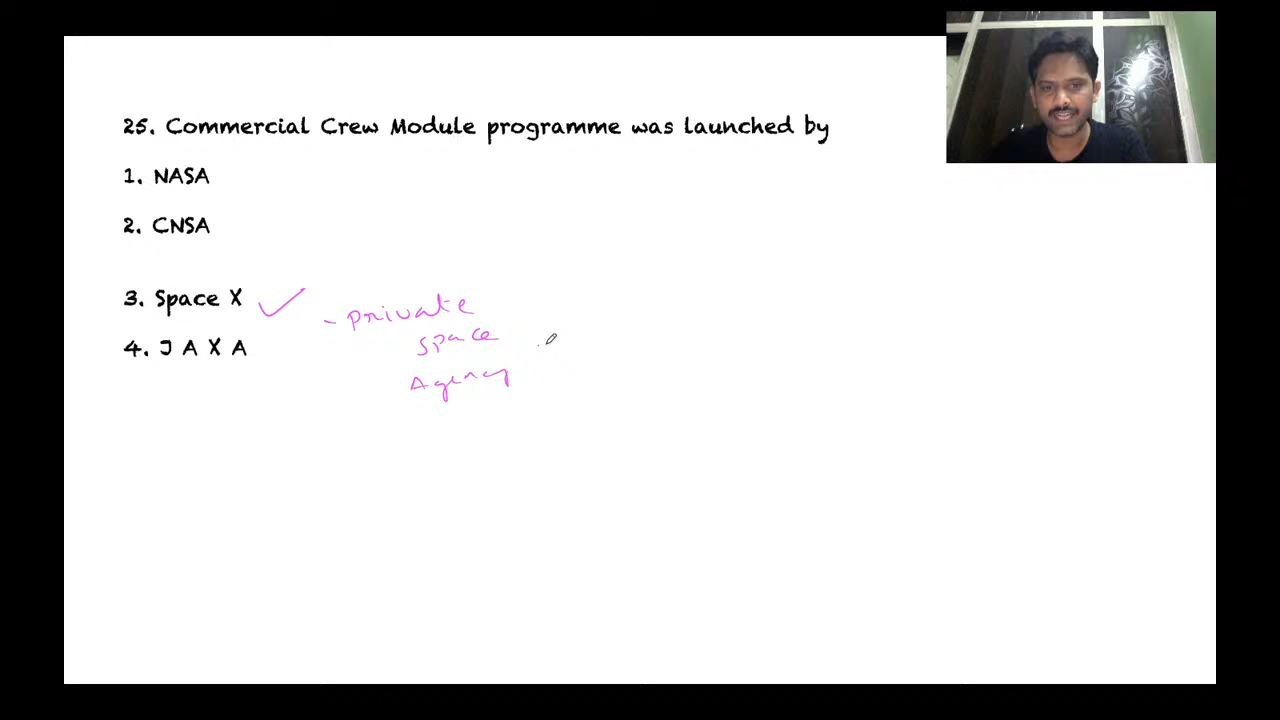 25. Commercial Crew Module programme was launched by
1. NASA
2. CNSA
3. Space X
- private
space
4. J A X A
Agency